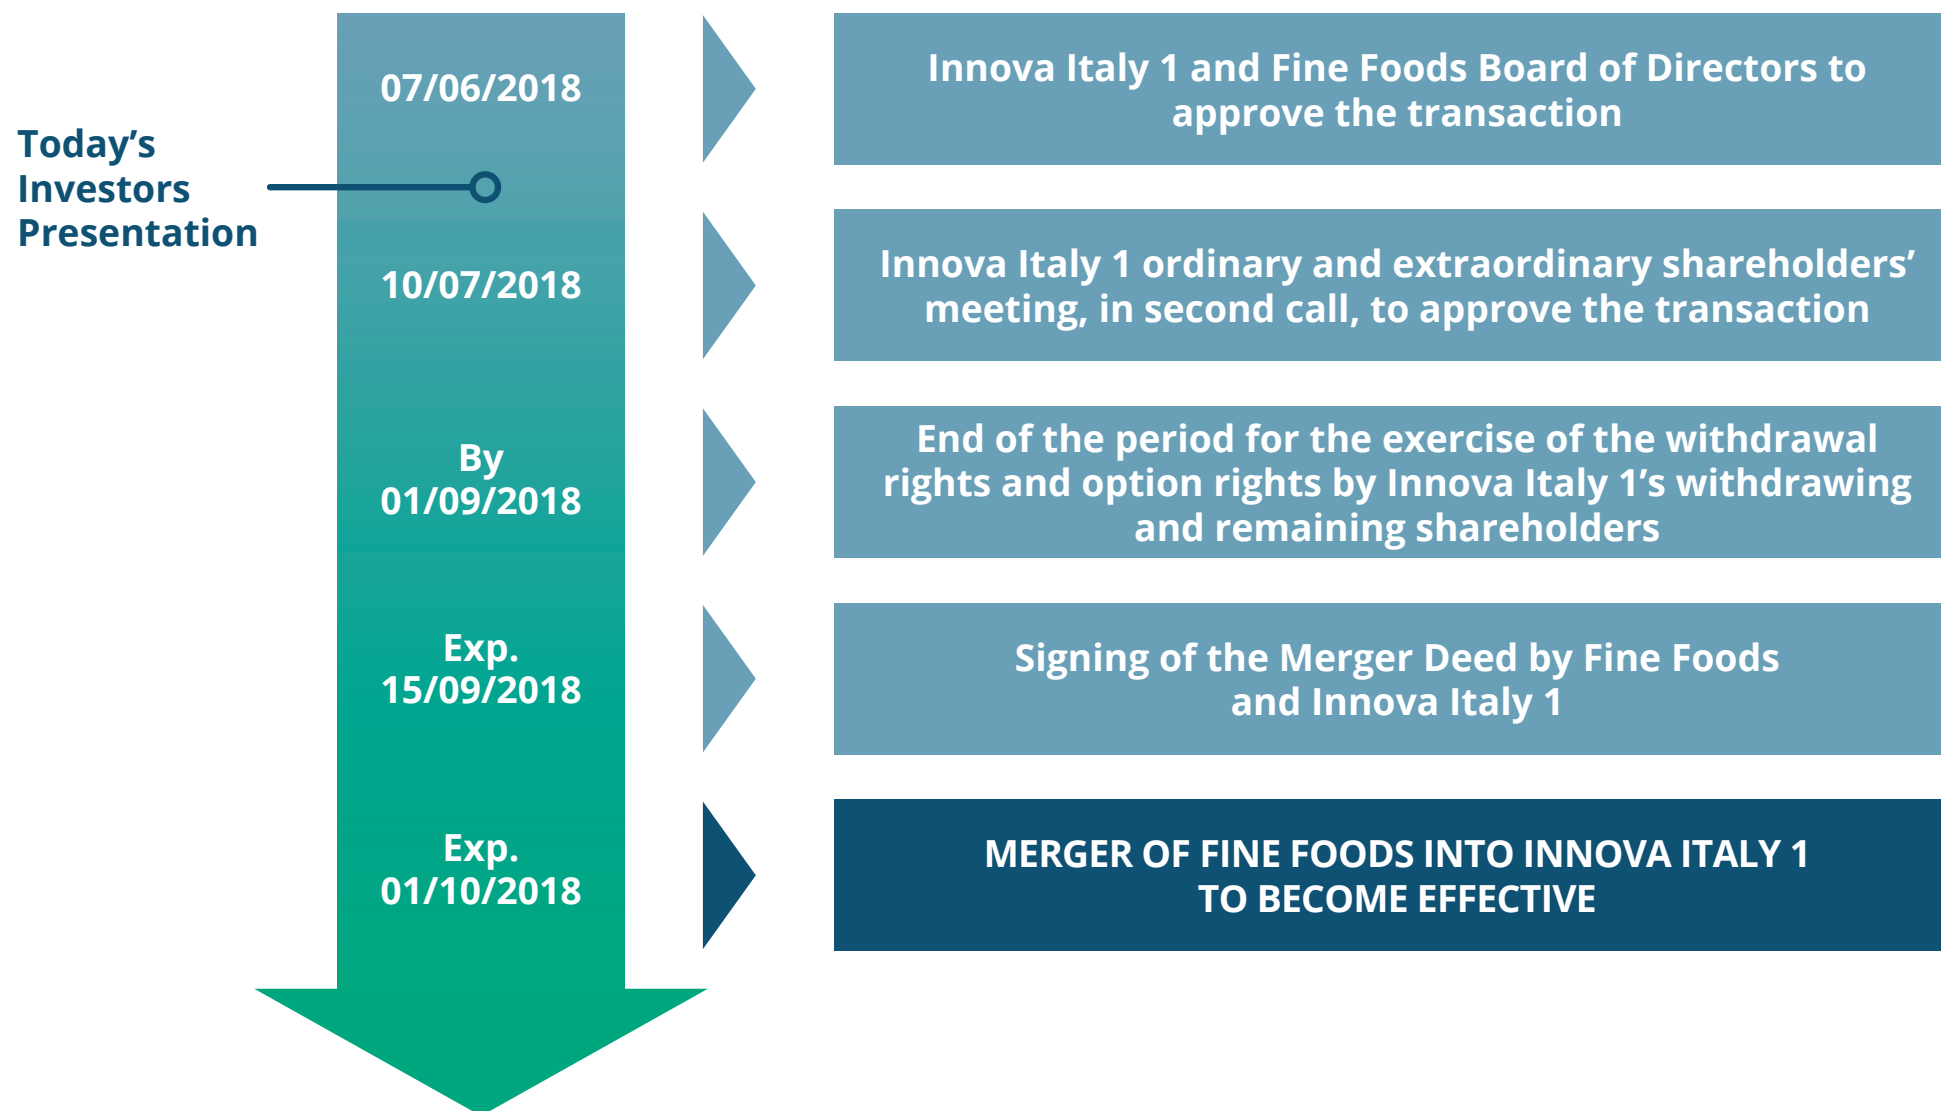 07/06/2018
Innova Italy 1 and Fine Foods Board of Directors to
approve the transaction
Today’s
Investors
Presentation
10/07/2018
Innova Italy 1 ordinary and extraordinary shareholders’
meeting, in second call, to approve the transaction
By
01/09/2018
End of the period for the exercise of the withdrawal
rights and option rights by Innova Italy 1’s withdrawing
and remaining shareholders
Exp.
15/09/2018
Signing of the Merger Deed by Fine Foods
and Innova Italy 1
Exp.
01/10/2018
MERGER OF FINE FOODS INTO INNOVA ITALY 1
TO BECOME EFFECTIVE